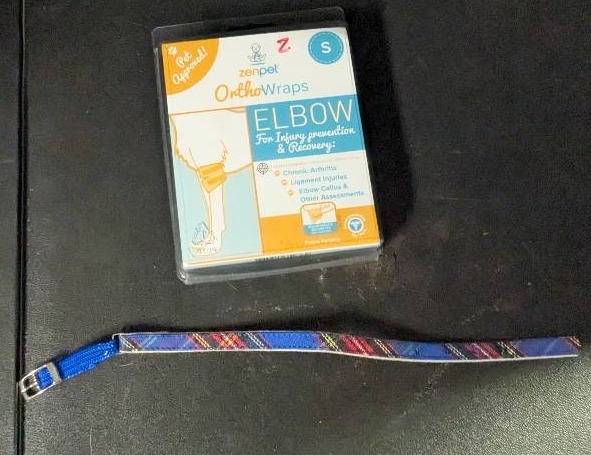 Pet
Approved!
Z.
S
zenpet
OrthoWraps
ELBOW
For Injury prevention
& Recovery:
Chronic Arthritis
Ligament Injuries
Elbow Callus &
Other Assessments